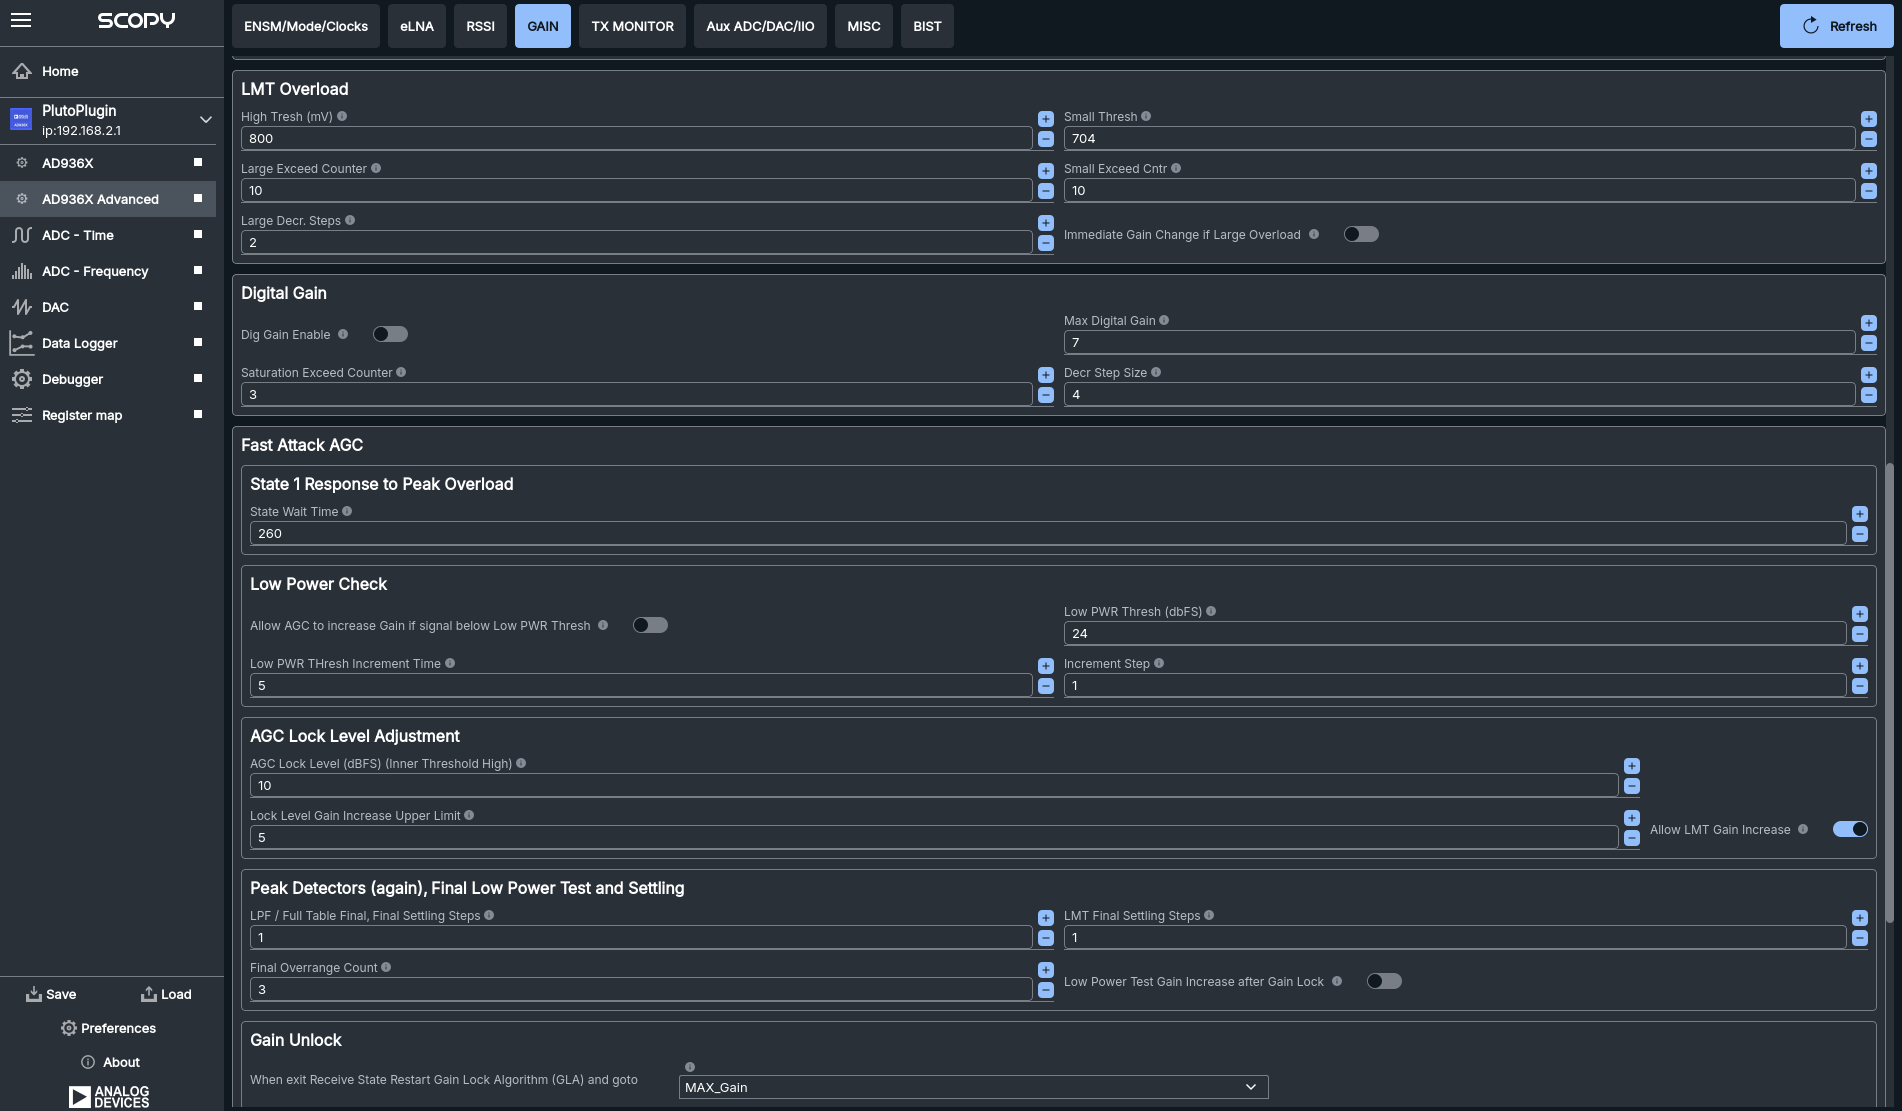 SCOPY
Home
PlutoPlugin
ip:192.168.2.1
AD936X
AD936X Advanced
ADC - Time
ADC - Frequency
DAC
Data Logger
Debugger
Register map
Save
Load
Preferences
About
ANALOG
DEVICES
ENSM/Mode/Clocks
eLNA
RSSI
GAIN
TX MONITOR
Aux ADC/DAC/IIO
MISC
BIST
Refresh
LMT Overload
High Tresh (mV)
800
Small Thresh
704
Large Exceed Counter
10
Small Exceed Cntr
10
Large Decr. Steps
2
Immediate Gain Change if Large Overload
Digital Gain
Dig Gain Enable
Max Digital Gain
7
Saturation Exceed Counter
3
Decr Step Size
4
Fast Attack AGC
State 1 Response to Peak Overload
State Wait Time
260
Low Power Check
Allow AGC to increase Gain if signal below Low PWR Thresh
Low PWR Thresh (dbFS)
24
Low PWR THresh Increment Time
5
Increment Step
1
AGC Lock Level Adjustment
AGC Lock Level (dBFS) (Inner Threshold High)
10
Lock Level Gain Increase Upper Limit
5
Allow LMT Gain Increase
Peak Detectors (again), Final Low Power Test and Settling
LPF / Full Table Final, Final Settling Steps
1
LMT Final Settling Steps
1
Final Overrange Count
3
Low Power Test Gain Increase after Gain Lock
Gain Unlock
When exit Receive State Restart Gain Lock Algorithm (GLA) and goto
MAX_Gain